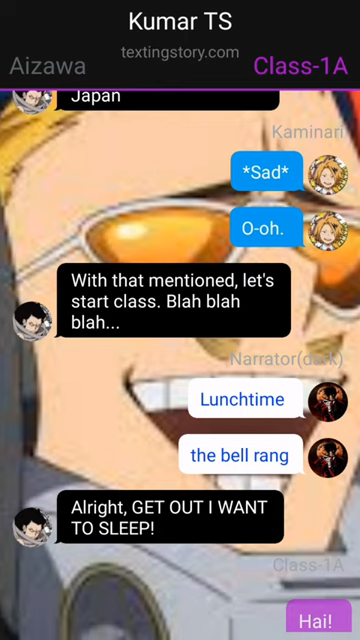 Kumar TS
textingstory.com
Aizawa
Class-1A
Japan
Kaminari
*Sad*
O-oh.
With that mentioned, let's
start class. Blah blah
blah...
Narrator(dark)
Lunchtime
the bell rang
Alright, GET OUT I WANT
TO SLEEP!
Class-1A
Hai!